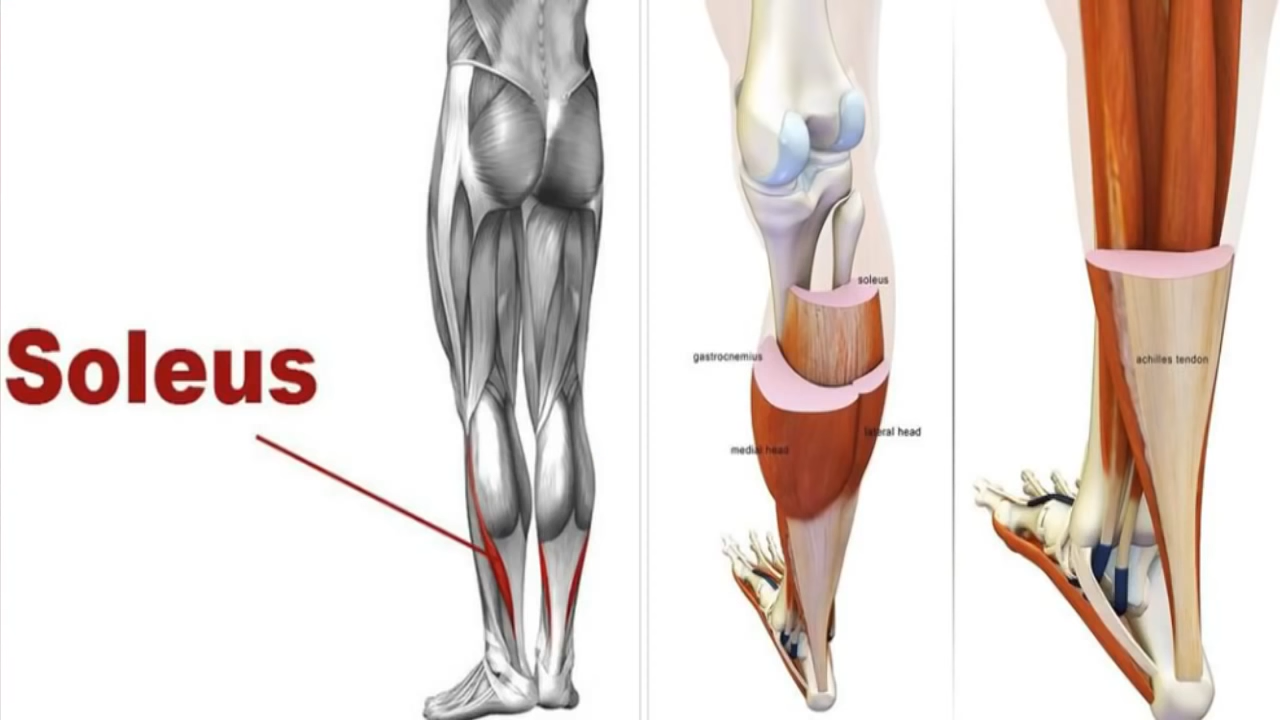 Soleus
soleus
gastrocnemius
lateral head
medial head
achilles tendon